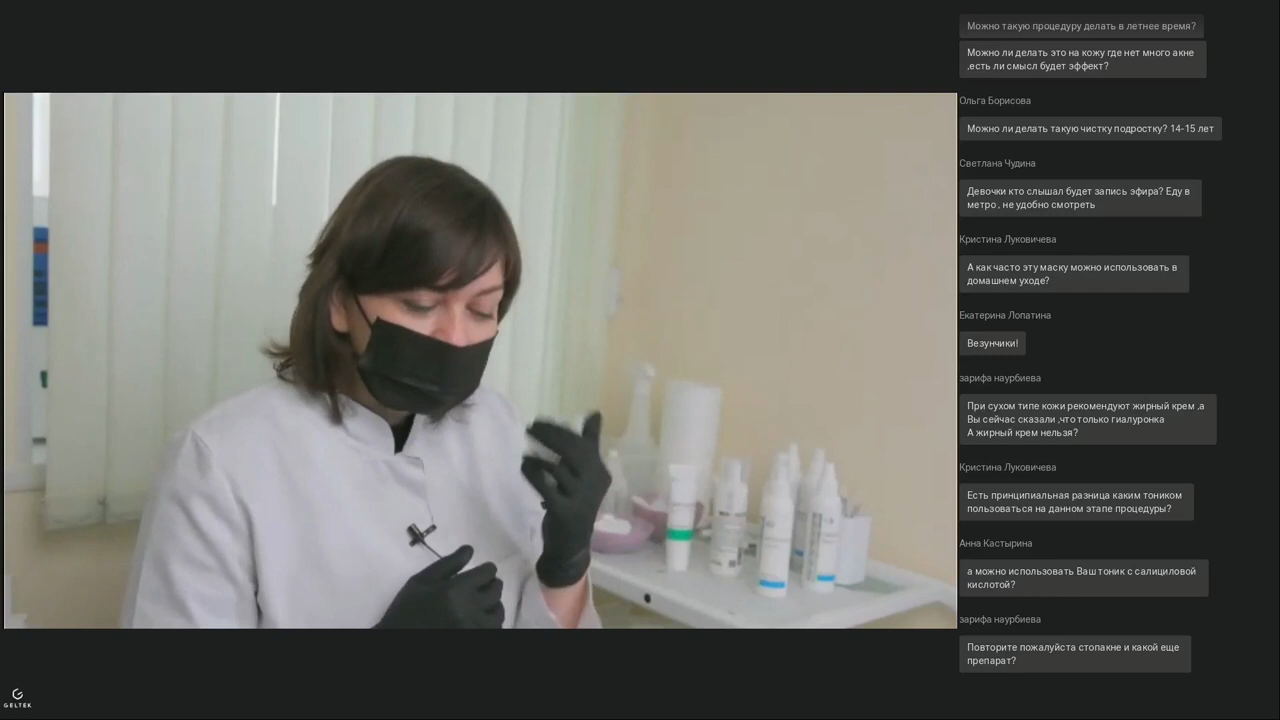 Можно такую процедуру делать в летнее время?
Можно ли делать это на кожу где нет много акне
,есть ли смысл будет эффект?
Ольга Борисова
Можно ли делать такую чистку подростку? 14-15 лет
Светлана Чудина
Девочки кто слышал будет запись эфира? Еду в
метро , не удобно смотреть
Кристина Луковичева
А как часто эту маску можно использовать в
домашнем уходе?
Екатерина Лопатина
Везунчики!
зарифа наурбиева
При сухом типе кожи рекомендуют жирный крем ,а
Вы сейчас сказали ,что только гиалуронка
А жирный крем нельзя?
Кристина Луковичева
Есть принципиальная разница каким тоником
пользоваться на данном этапе процедуры?
Анна Кастырина
а можно использовать Ваш тоник с салициловой
кислотой?
зарифа наурбиева
Повторите пожалуйста стопакне и какой еще
препарат?
GELTEK